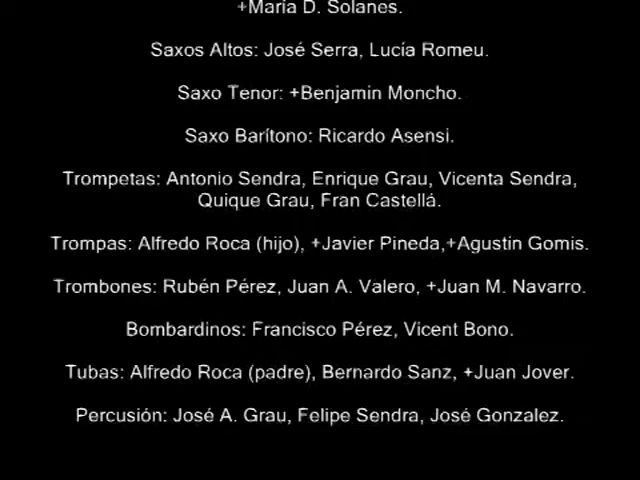 +María D. Solanes.
Saxos Altos: José Serra, Lucía Romeu.
Saxo Tenor: +Benjamin Moncho.
Saxo Barítono: Ricardo Asensi.
Trompetas: Antonio Sendra, Enrique Grau, Vicenta Sendra,
Quique Grau, Fran Castellá.
Trompas: Alfredo Roca (hijo), +Javier Pineda,+Agustín Gomis.
Trombones: Rubén Pérez, Juan A. Valero, +Juan M. Navarro.
Bombardinos: Francisco Pérez, Vicent Bono.
Tubas: Alfredo Roca (padre), Bernardo Sanz, +Juan Jover.
Percusión: José A. Grau, Felipe Sendra, José Gonzalez.